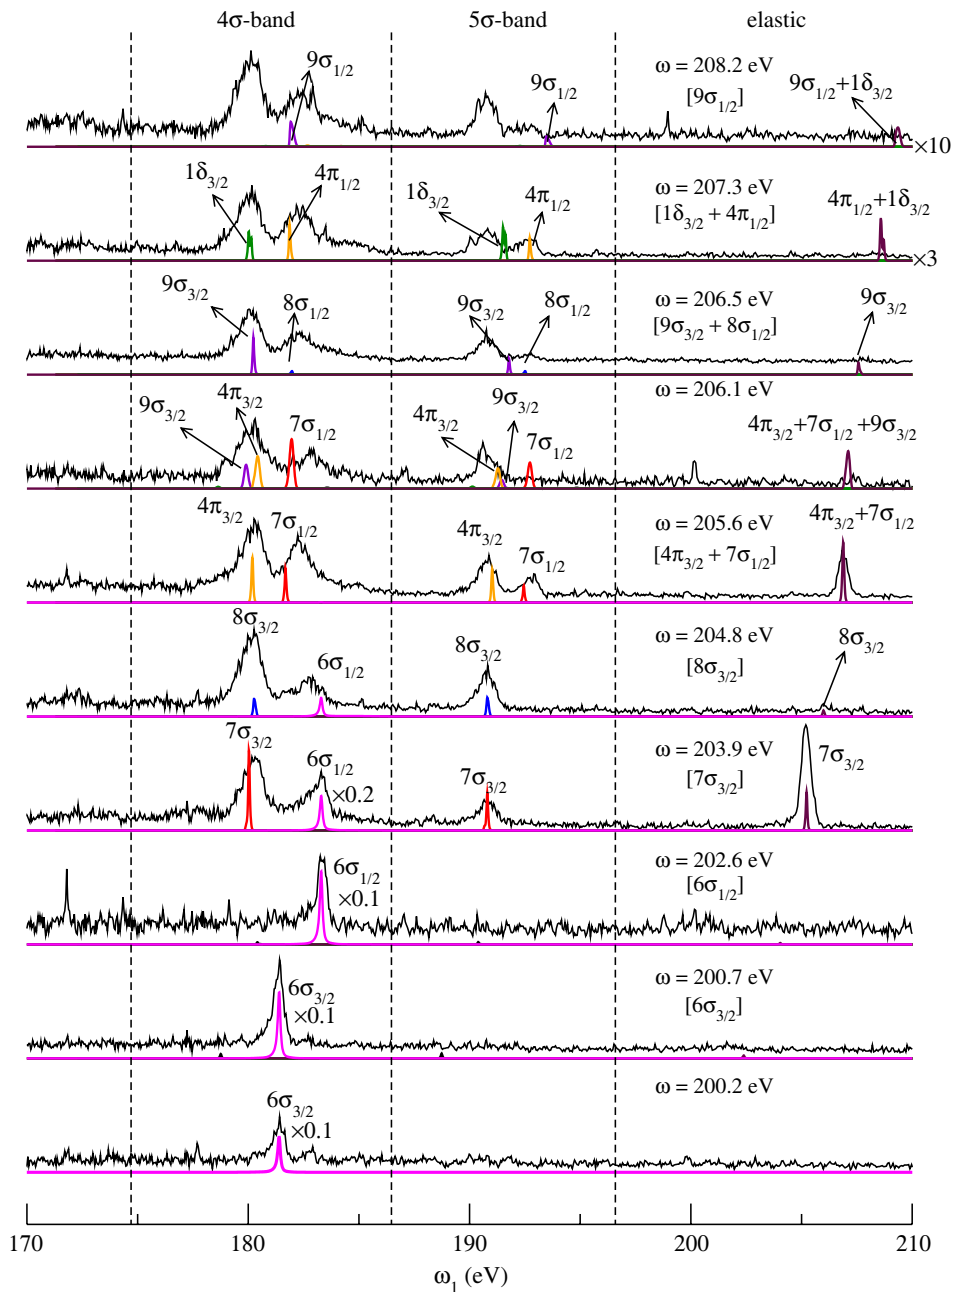 4σ-band 5σ-band elastic
9σ1/2 9σ1/2 ω = 208.2 eV 9σ1/2+1δ3/2
[9σ1/2]
×10
1δ3/2 4π1/2 1δ3/2 4π1/2 ω = 207.3 eV 4π1/2+1δ3/2
[1δ3/2 + 4π1/2]
×3
9σ3/2 8σ1/2 9σ3/2 8σ1/2 ω = 206.5 eV 9σ3/2
[9σ3/2 + 8σ1/2]
ω = 206.1 eV
9σ3/2 4π3/2 7σ1/2 4π3/2 9σ3/2 7σ1/2 4π3/2+7σ1/2+9σ3/2
4π3/2 7σ1/2 4π3/2 7σ1/2 ω = 205.6 eV 4π3/2+7σ1/2
[4π3/2 + 7σ1/2]
8σ3/2 6σ1/2 8σ3/2 ω = 204.8 eV 8σ3/2
[8σ3/2]
7σ3/2 6σ1/2 7σ3/2 ω = 203.9 eV 7σ3/2
×0.2 [7σ3/2]
6σ1/2 ω = 202.6 eV
×0.1 [6σ1/2]
6σ3/2 ω = 200.7 eV
×0.1 [6σ3/2]
6σ3/2 ω = 200.2 eV
×0.1
170 180 190 200 210
ω1 (eV)